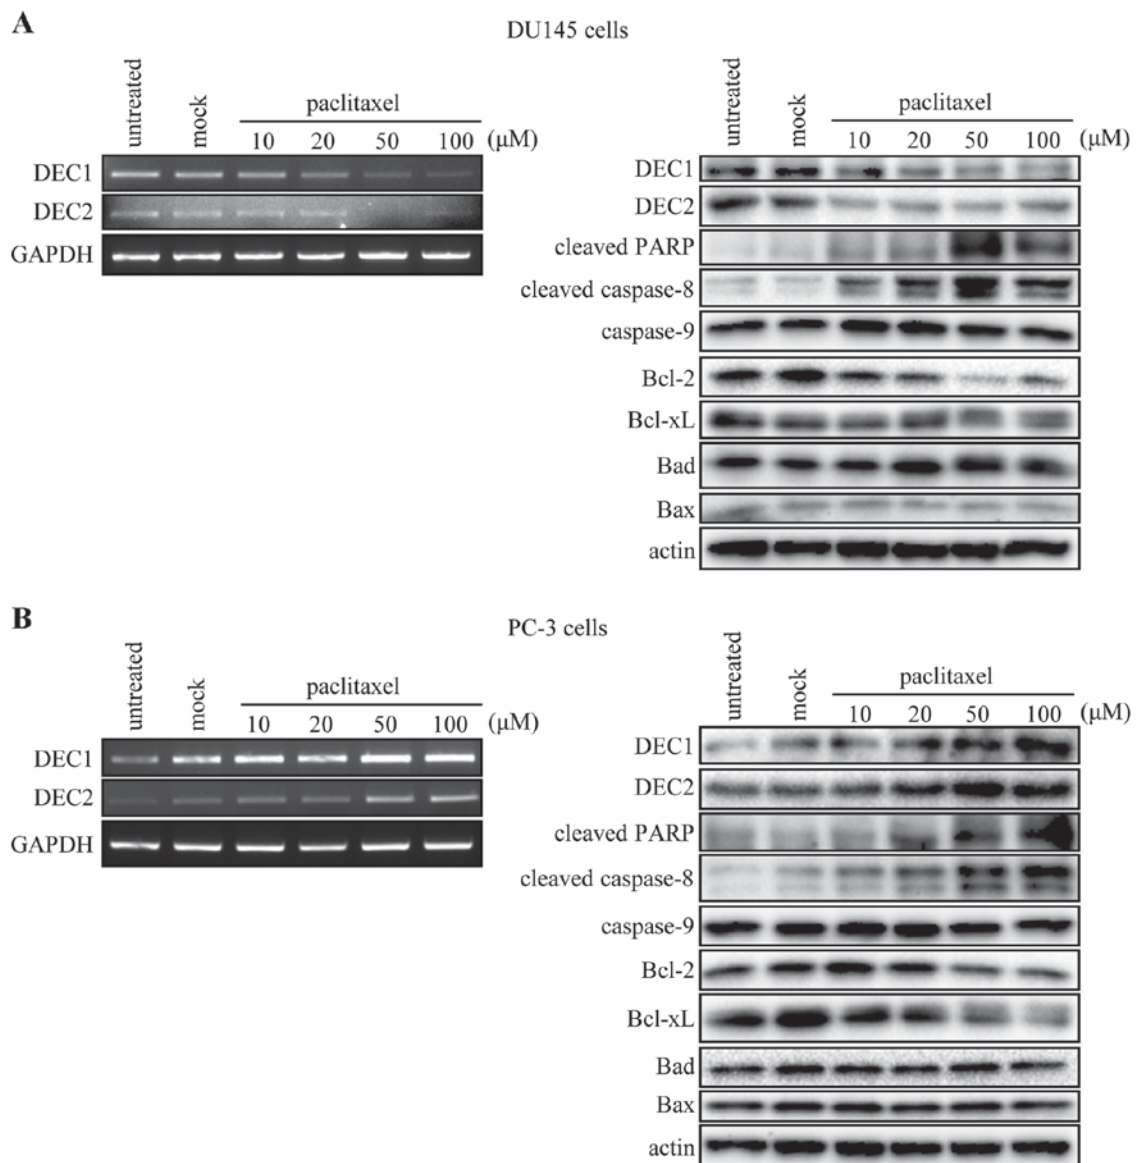 A
DU145 cells
untreated
mock
paclitaxel
10 20 50 100 (μM)
DEC1
DEC2
GAPDH
untreated
mock
paclitaxel
10 20 50 100 (μM)
DEC1
DEC2
cleaved PARP
cleaved caspase-8
caspase-9
Bcl-2
Bcl-xL
Bad
Bax
actin
B
PC-3 cells
untreated
mock
paclitaxel
10 20 50 100 (μM)
DEC1
DEC2
GAPDH
untreated
mock
paclitaxel
10 20 50 100 (μM)
DEC1
DEC2
cleaved PARP
cleaved caspase-8
caspase-9
Bcl-2
Bcl-xL
Bad
Bax
actin